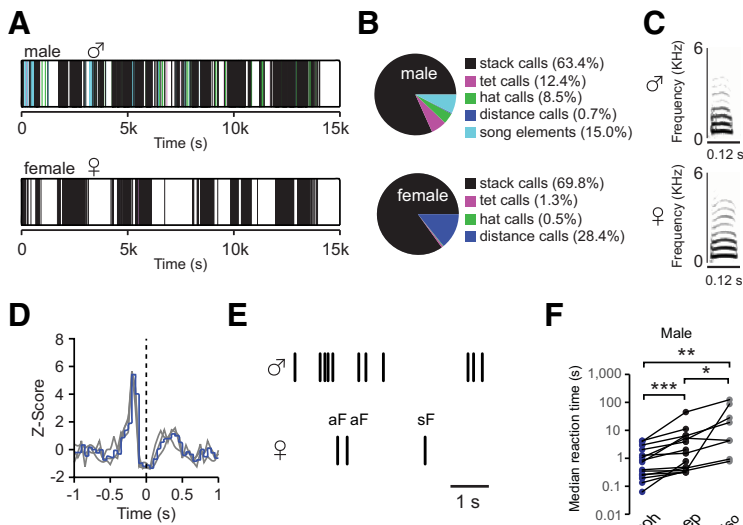 A
male ♂
0 5k 10k 15k
Time (s)
female ♀
0 5k 10k 15k
Time (s)
B
male
stack calls (63.4%)
tet calls (12.4%)
hat calls (8.5%)
distance calls (0.7%)
song elements (15.0%)
female
stack calls (69.8%)
tet calls (1.3%)
hat calls (0.5%)
distance calls (28.4%)
C
♂
Frequency (KHz)
6
0
0.12 s
♀
Frequency (KHz)
6
0
0.12 s
D
Z-Score
8
6
4
2
0
-2
-1 -0.5 0 0.5 1
Time (s)
E
♂
aF aF sF
♀
1 s
F
Male
**
*
***
Median reaction time (s)
1,000
100
10
1
0.1
0.01